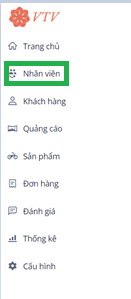 VTV
Trang chủ
Nhân viên
Khách hàng
Quảng cáo
Sản phẩm
Đơn hàng
Đánh giá
Thống kê
Cấu hình